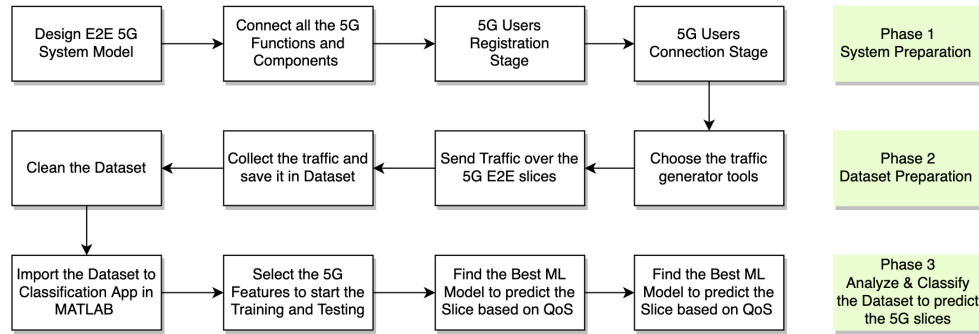 Design E2E 5G
System Model
Connect all the 5G
Functions and
Components
5G Users
Registration
Stage
5G Users
Connection Stage
Phase 1
System Preparation
Clean the Dataset
Collect the traffic and
save it in Dataset
Send Traffic over the
5G E2E slices
Choose the traffic
generator tools
Phase 2
Dataset Preparation
Import the Dataset to
Classification App in
MATLAB
Select the 5G
Features to start the
Training and Testing
Find the Best ML
Model to predict the
Slice based on QoS
Find the Best ML
Model to predict the
Slice based on QoS
Phase 3
Analyze & Classify
the Dataset to predict
the 5G slices